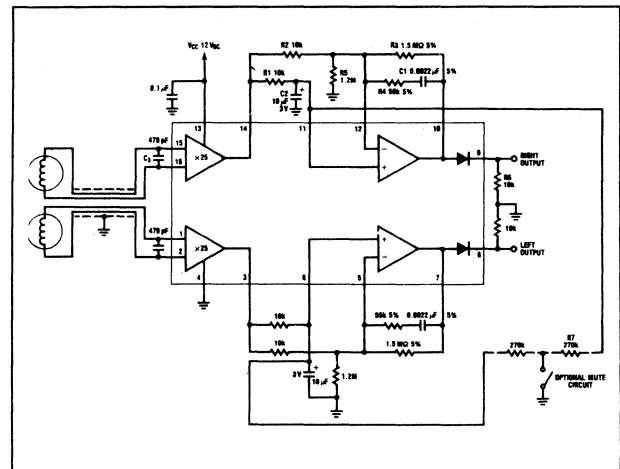 VCC 12 VDC
0.1 µF
R2 10k
R1 10k
C2
10 µF
3V
R5
1.2M
R3 1.5 MΩ 5%
C1 0.0022 µF 5%
R4 56k 5%
13
14
11
12
10
470 pF
C3
15
16
×25
−
+
9
RIGHT
OUTPUT
R6
10k
10k
470 pF
1
2
×25
+
−
8
LEFT
OUTPUT
4
3
6
5
7
10k
10k
3V
10 µF
1.2M
56k 5%
0.0022 µF
5%
1.5 MΩ 5%
270k
R7
270k
OPTIONAL MUTE
CIRCUIT